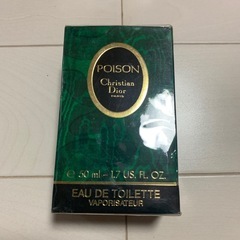 POISON
Christian
Dior
PARIS
e 50 ml – 1.7 US. FL. OZ.
EAU DE TOILETTE
VAPORISATEUR